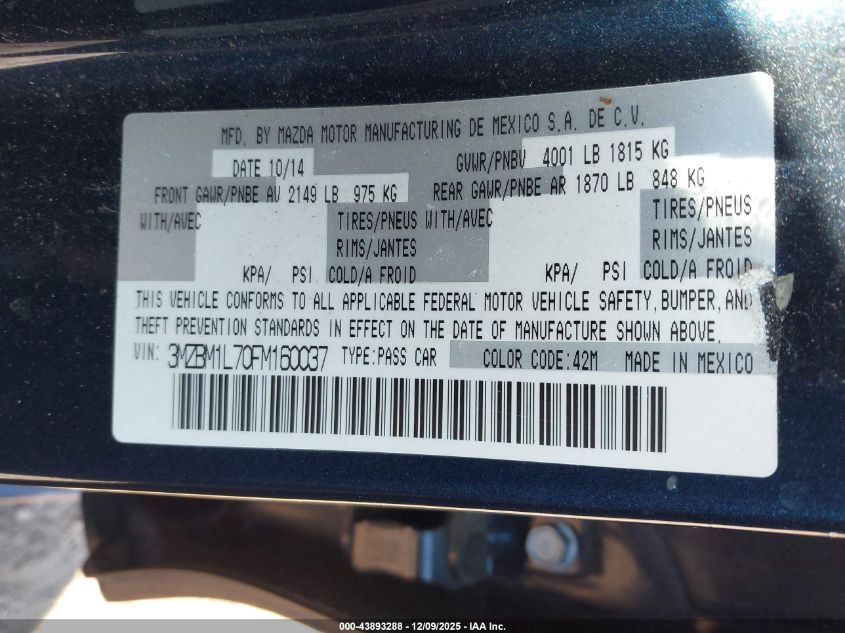 MFD. BY MAZDA MOTOR MANUFACTURING DE MEXICO S.A. DE C.V.
DATE 10/14 GVWR/PNBV 4001 LB 1815 KG
FRONT GAWR/PNBE AV 2149 LB 975 KG REAR GAWR/PNBE AR 1870 LB 848 KG
WITH/AVEC TIRES/PNEUS WITH/AVEC TIRES/PNEUS
RIMS/JANTES RIMS/JANTES
KPA/ PSI COLD/A FROID KPA/ PSI COLD/A FROID
THIS VEHICLE CONFORMS TO ALL APPLICABLE FEDERAL MOTOR VEHICLE SAFETY, BUMPER, AND
THEFT PREVENTION STANDARDS IN EFFECT ON THE DATE OF MANUFACTURE SHOWN ABOVE.
VIN: 3MZBM1L70FM160037 TYPE:PASS CAR COLOR CODE:42M MADE IN MEXICO
000-43893288 - 12/09/2025 - IAA Inc.